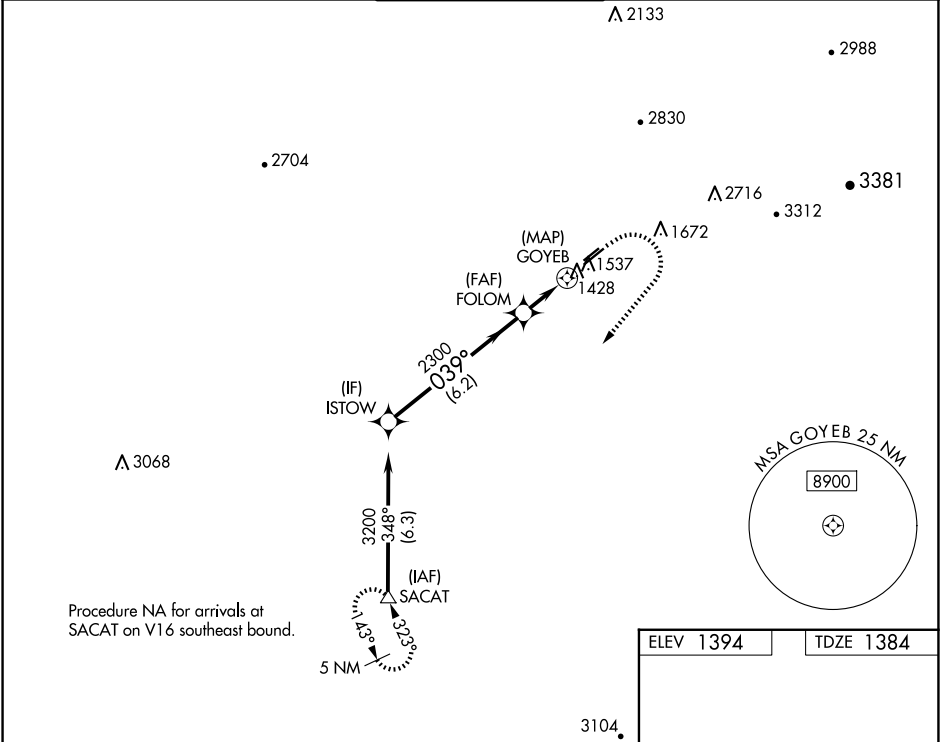 2133
2988
2830
2704
3381
2716
3312
1672
(MAP)
GOYEB
1537
1428
(FAF)
FOLOM
2300
039°
(6.2)
(IF)
ISTOW
MSA GOYEB 25 NM
8900
3068
3200
348°
(6.3)
(IAF)
SACAT
143°
323°
5 NM
Procedure NA for arrivals at
SACAT on V16 southeast bound.
ELEV 1394
TDZE 1384
3104